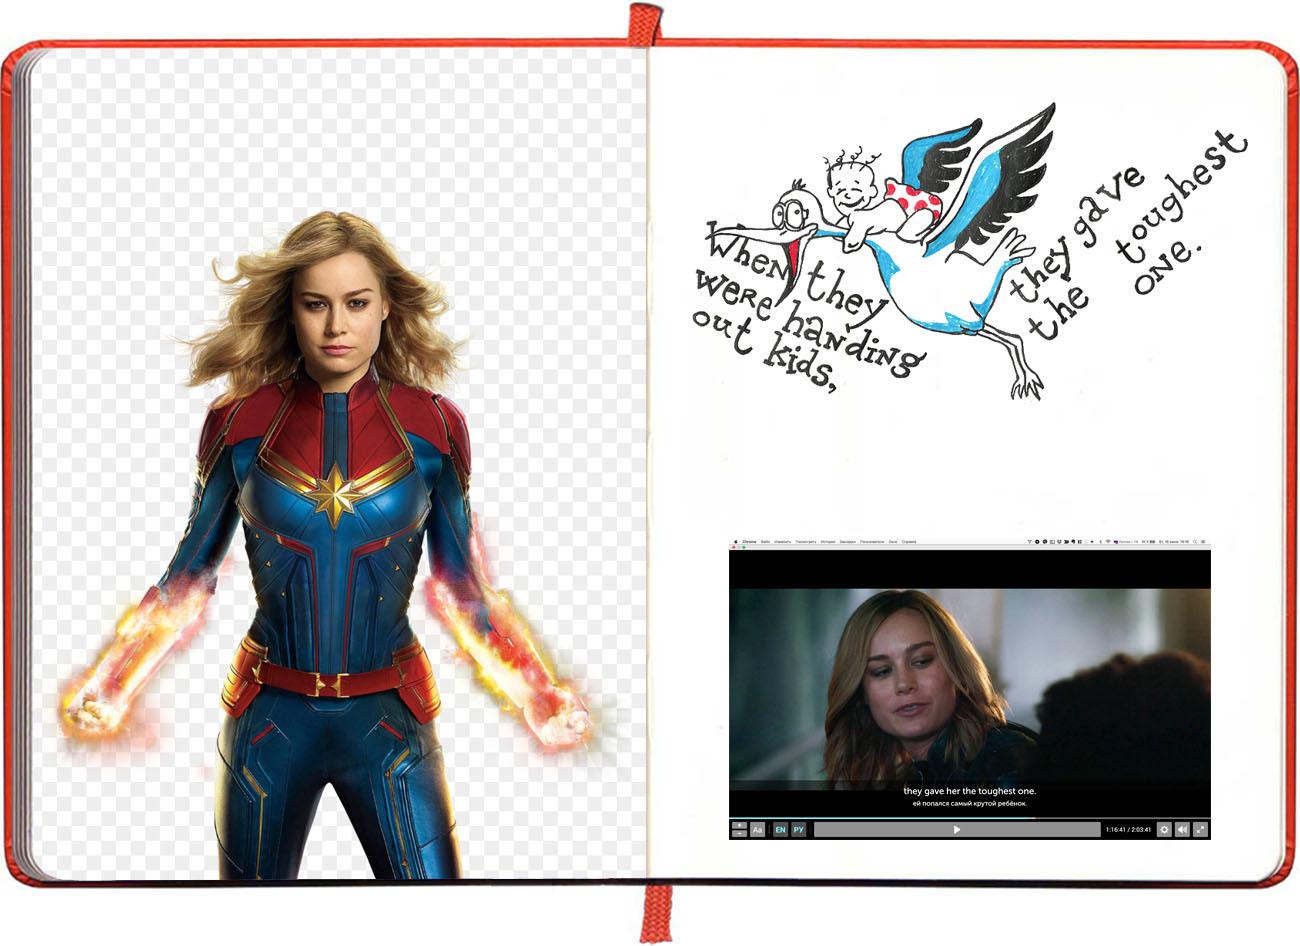 When they
were handing
out kids,
they gave
the toughest
one.
Chrome Файл Изменить Посмотреть История Закладки Пользователи Окно Справка
they gave her the toughest one.
ей попался самый крутой ребёнок.
+
−
Aa EN РУ 1:16:41 / 2:03:41